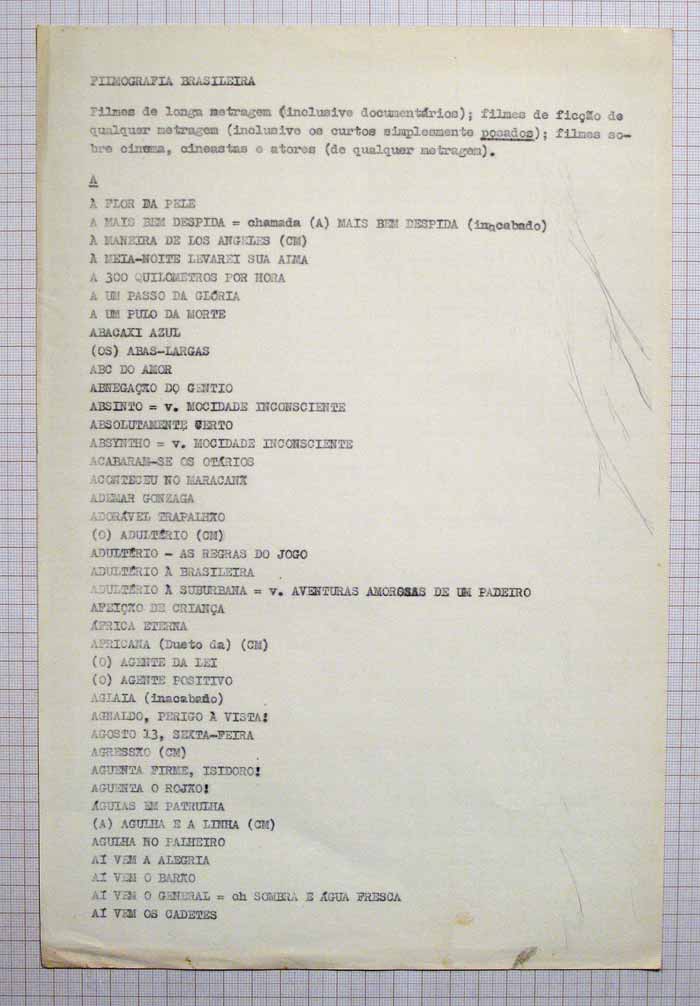 FILMOGRAFIA BRASILEIRA
Filmes de longa metragem (inclusive documentários); filmes de ficção de
qualquer metragem (inclusive os curtos simplesmente posados); filmes so-
bre cinema, cineastas e atores (de qualquer metragem).
A
À FLOR DA PELE
A MAIS BEM DESPIDA = chamada (A) MAIS BEM DESPIDA (inacabado)
À MANEIRA DE LOS ANGELES (CM)
À MEIA-NOITE LEVAREI SUA ALMA
A 300 QUILÔMETROS POR HORA
A UM PASSO DA GLÓRIA
A UM PULO DA MORTE
ABACAXI AZUL
(OS) ABAS-LARGAS
ABC DO AMOR
ABNEGAÇÃO DO GENTIO
ABSINTO = v. MOCIDADE INCONSCIENTE
ABSOLUTAMENTE CERTO
ABSYNTHO = v. MOCIDADE INCONSCIENTE
ACABARAM-SE OS OTÁRIOS
ACONTECEU NO MARACANÃ
ADEMAR GONZAGA
ADORÁVEL TRAPALHÃO
(O) ADULTÉRIO (CM)
ADULTÉRIO - AS REGRAS DO JOGO
ADULTÉRIO À BRASILEIRA
ADULTÉRIO À SUBURBANA = v. AVENTURAS AMOROSAS DE UM PADEIRO
AFEIÇÃO DE CRIANÇA
ÁFRICA ETERNA
AFRICANA (Dueto da) (CM)
(O) AGENTE DA LEI
(O) AGENTE POSITIVO
AGLAIA (inacabado)
AGNALDO, PERIGO À VISTA!
AGOSTO 13, SEXTA-FEIRA
AGRESSÃO (CM)
AGUENTA FIRME, ISIDORO!
AGUENTA O ROJÃO!
ÁGUIAS EM PATRULHA
(A) AGULHA E A LINHA (CM)
AGULHA NO PALHEIRO
AÍ VEM A ALEGRIA
AÍ VEM O BARÃO
AÍ VEM O GENERAL = ch SOMBRA E ÁGUA FRESCA
AÍ VEM OS CADETES